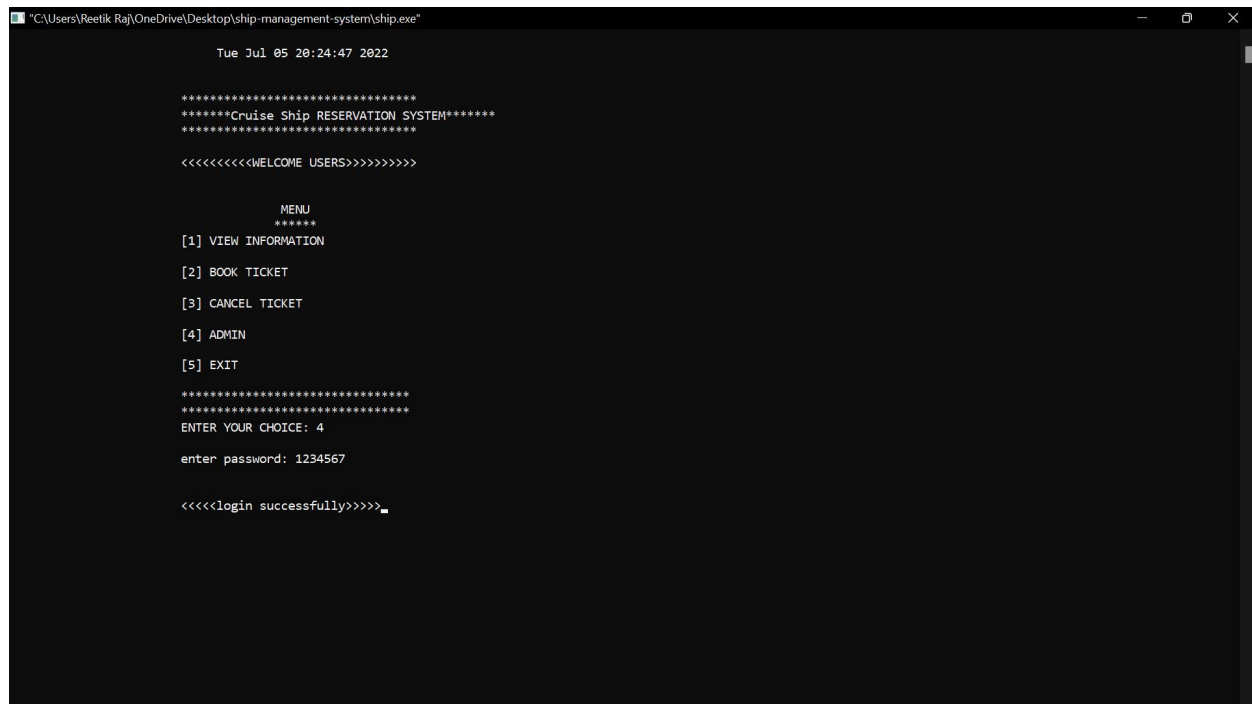 "C:\Users\Reetik Raj\OneDrive\Desktop\ship-management-system\ship.exe"
Tue Jul 05 20:24:47 2022
*********************************
*******Cruise Ship RESERVATION SYSTEM*******
*********************************
<<<<<<<<<<WELCOME USERS>>>>>>>>>>
MENU
******
[1] VIEW INFORMATION
[2] BOOK TICKET
[3] CANCEL TICKET
[4] ADMIN
[5] EXIT
********************************
********************************
ENTER YOUR CHOICE: 4
enter password: 1234567
<<<<<login successfully>>>>>